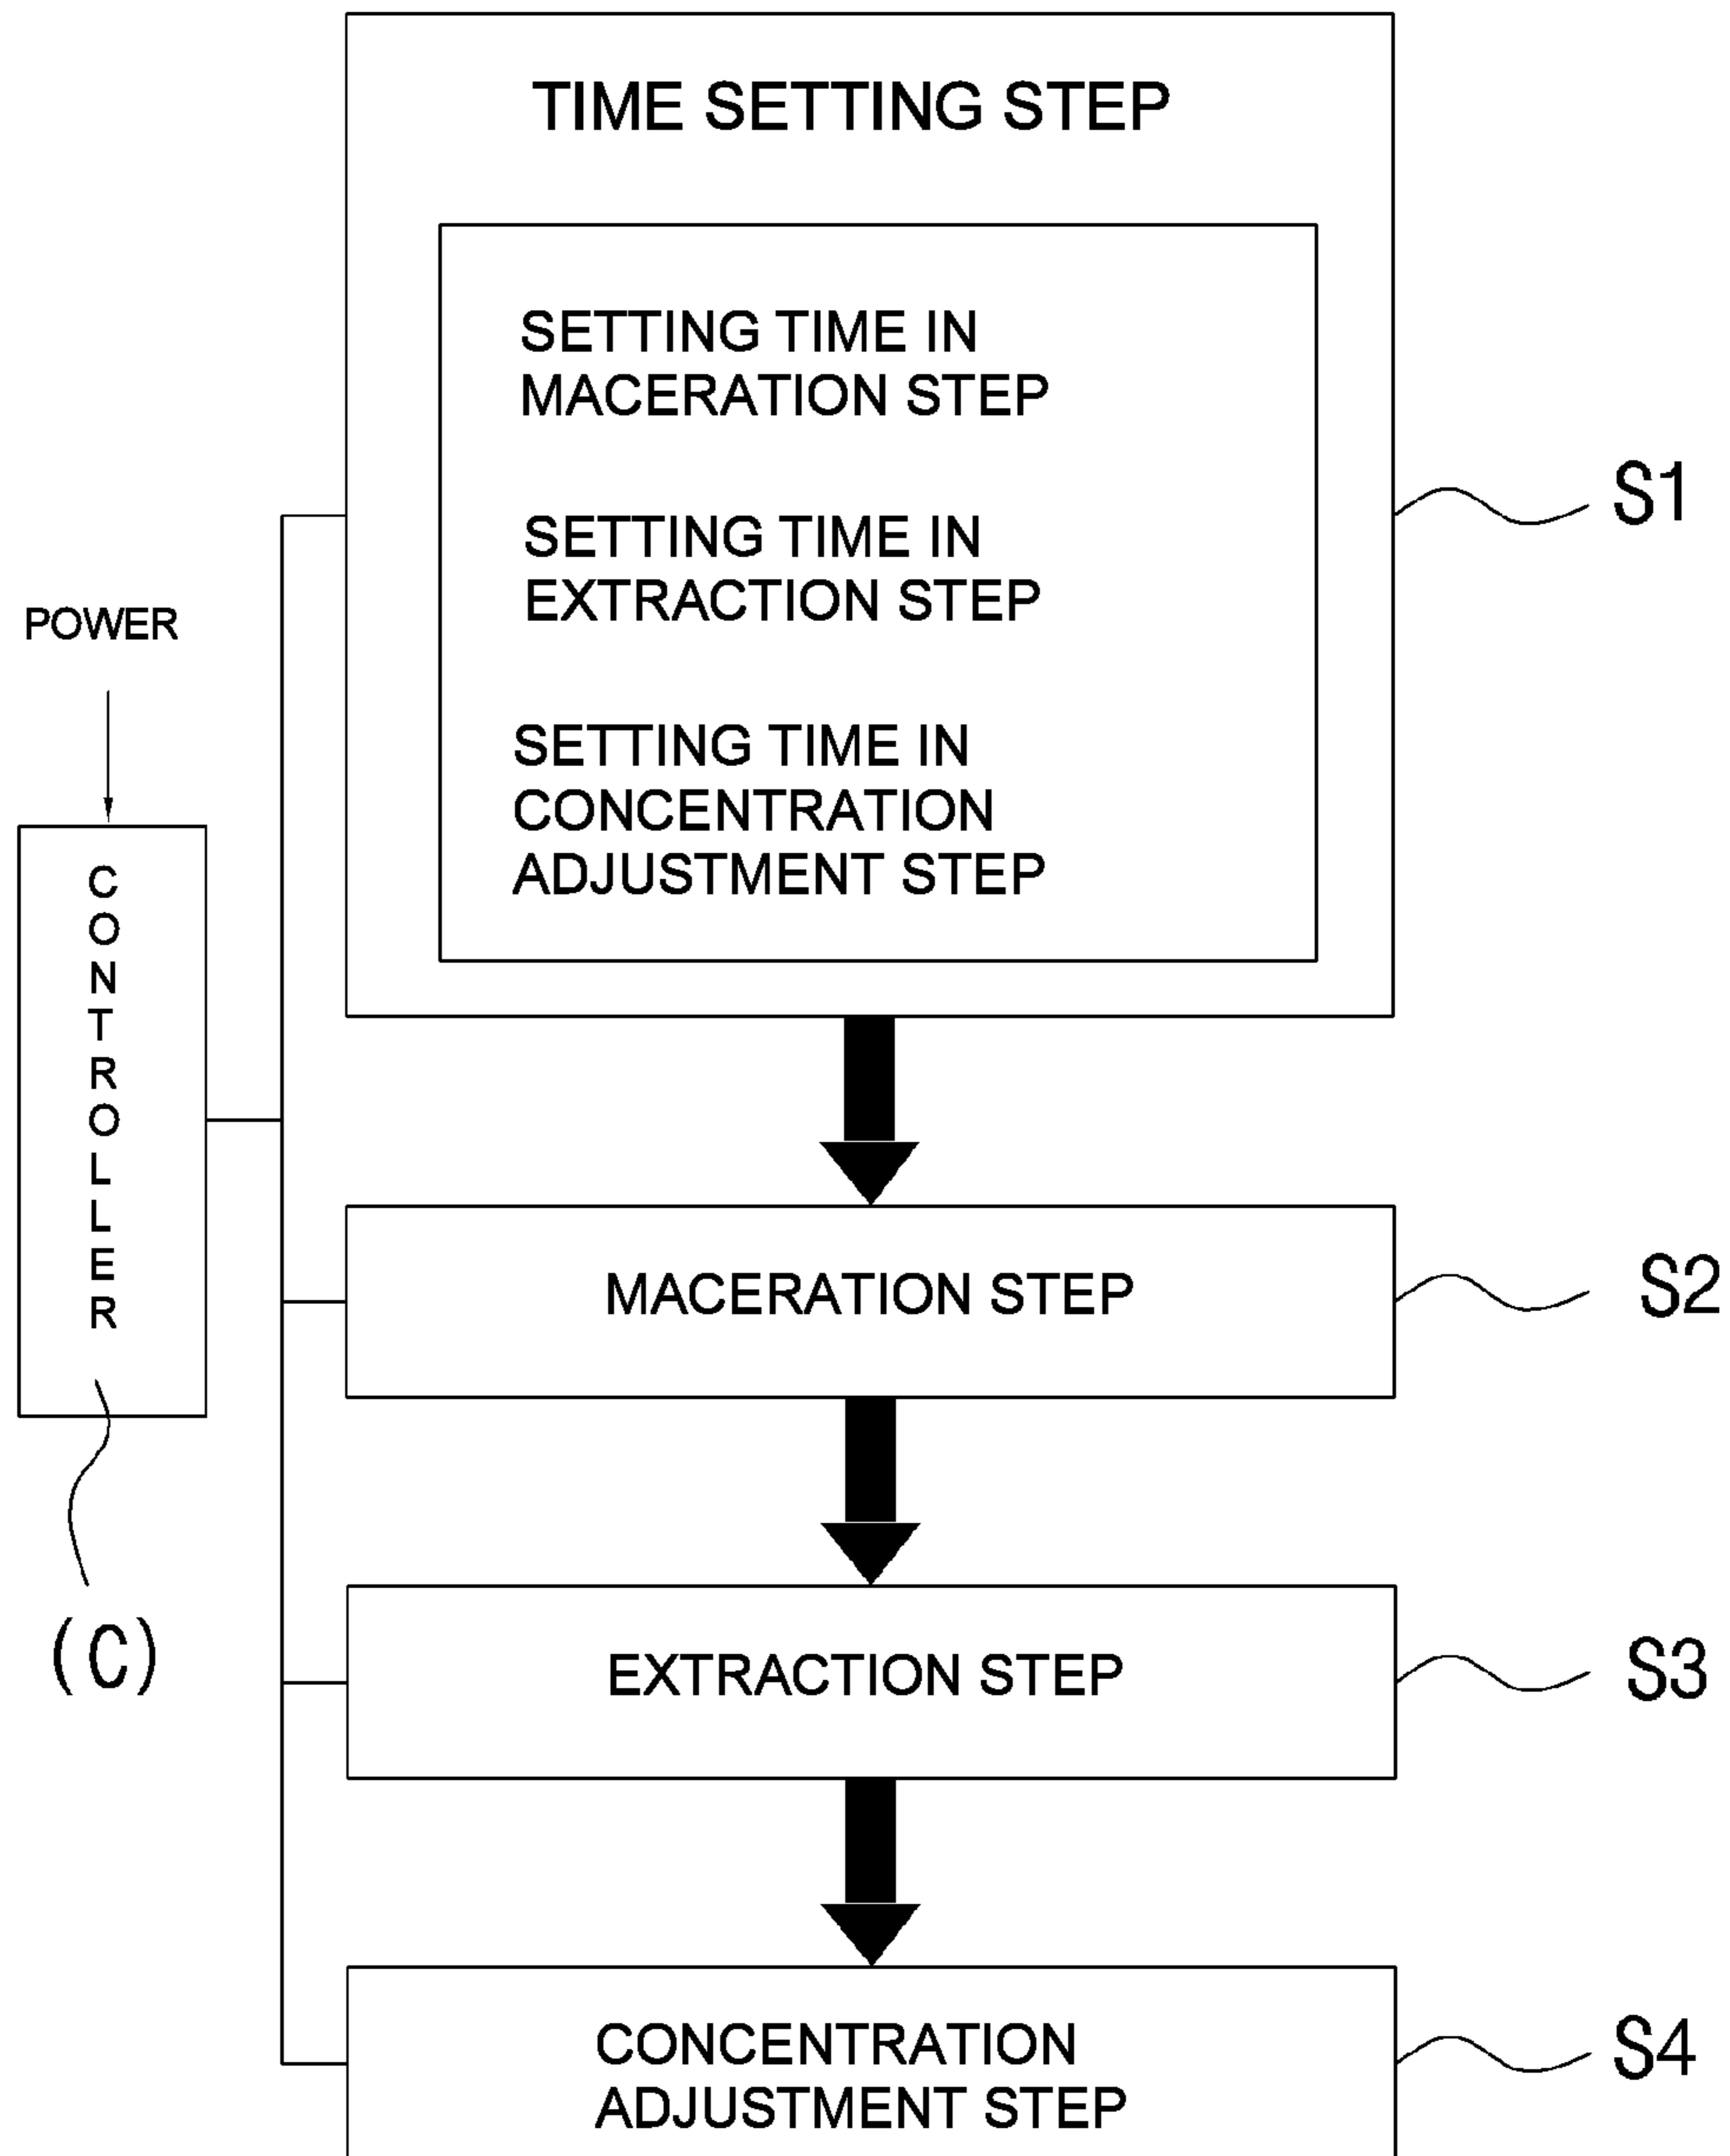 TIME SETTING STEP
SETTING TIME IN
MACERATION STEP
SETTING TIME IN
EXTRACTION STEP
SETTING TIME IN
CONCENTRATION
ADJUSTMENT STEP
S1
POWER
CONTROLLER
(C)
MACERATION STEP
S2
EXTRACTION STEP
S3
CONCENTRATION
ADJUSTMENT STEP
S4